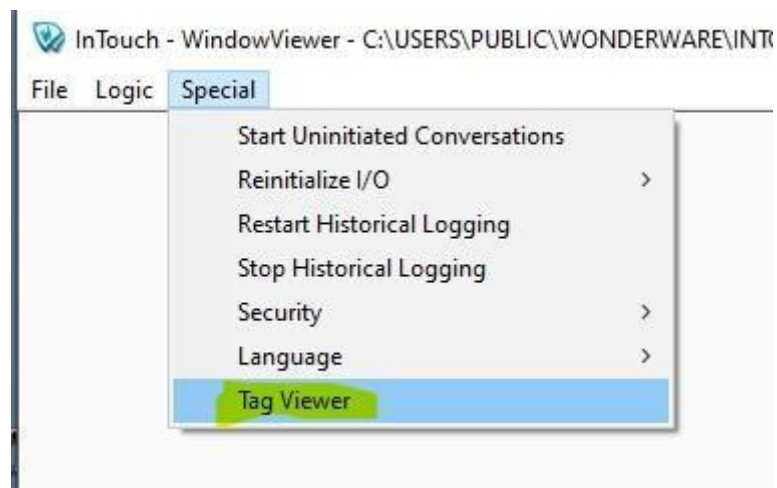 InTouch - WindowViewer - C:\USERS\PUBLIC\WONDERWARE\INTO
File Logic Special
Start Uninitiated Conversations
Reinitialize I/O >
Restart Historical Logging
Stop Historical Logging
Security >
Language >
Tag Viewer